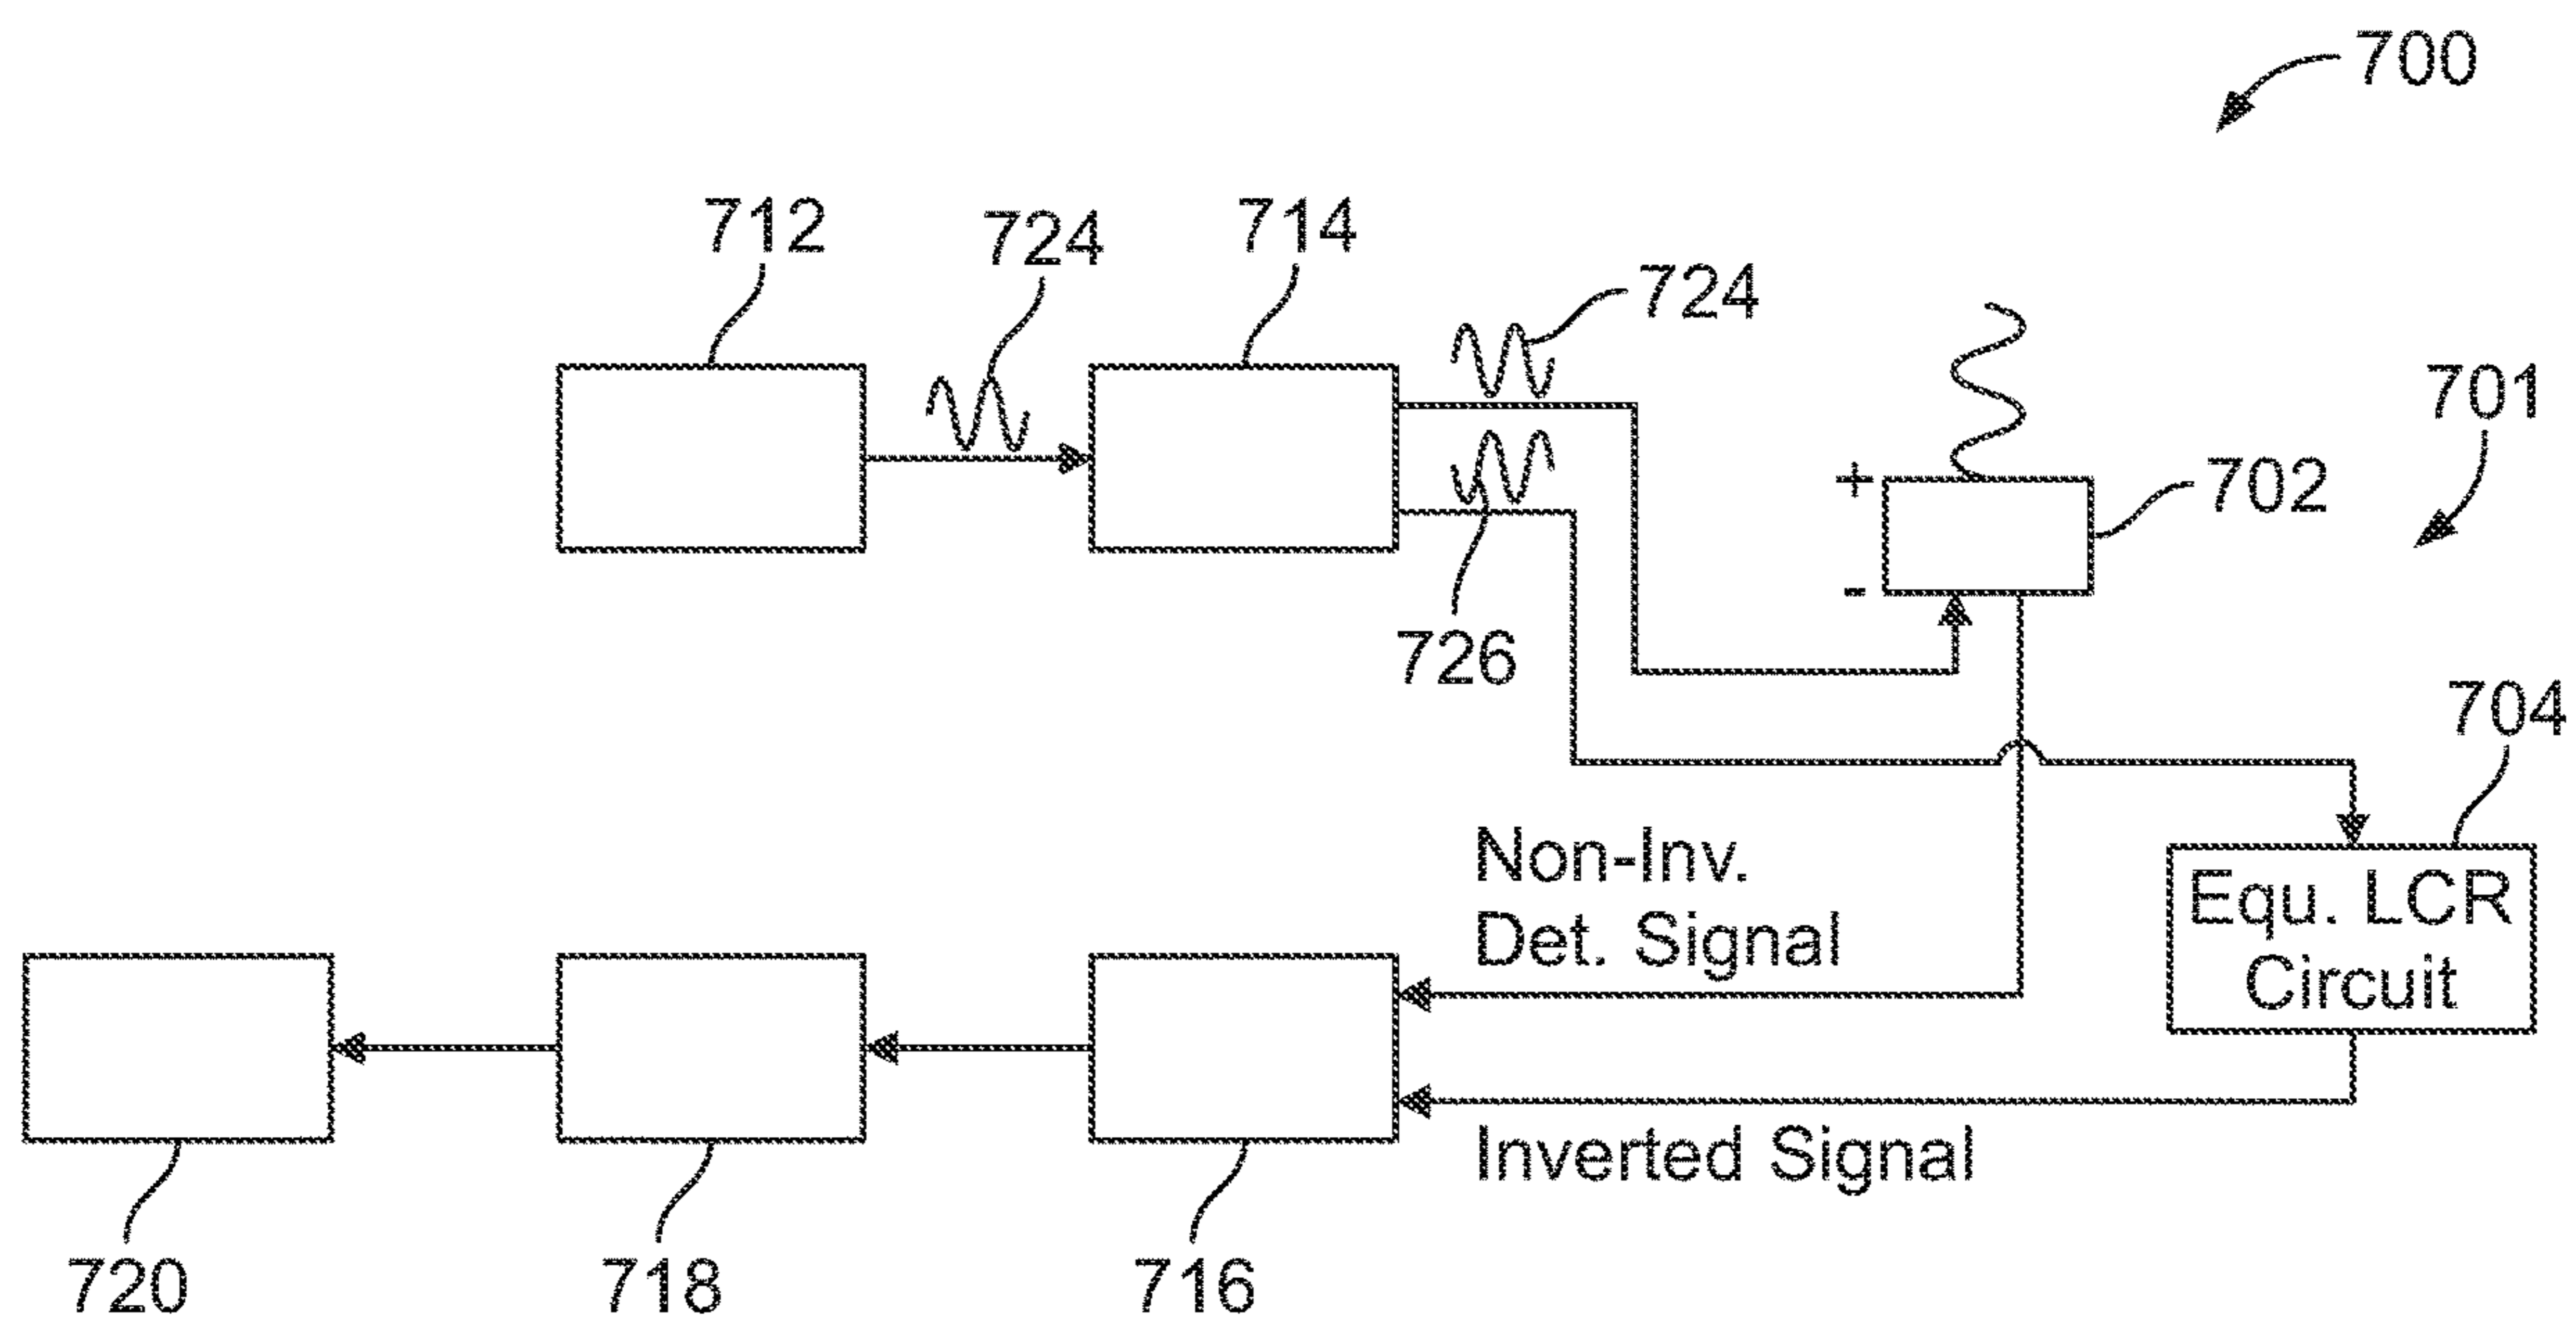 700
712
724
714
724
701
+
702
-
726
704
Non-Inv.
Det. Signal
Equ. LCR
Circuit
Inverted Signal
720
718
716